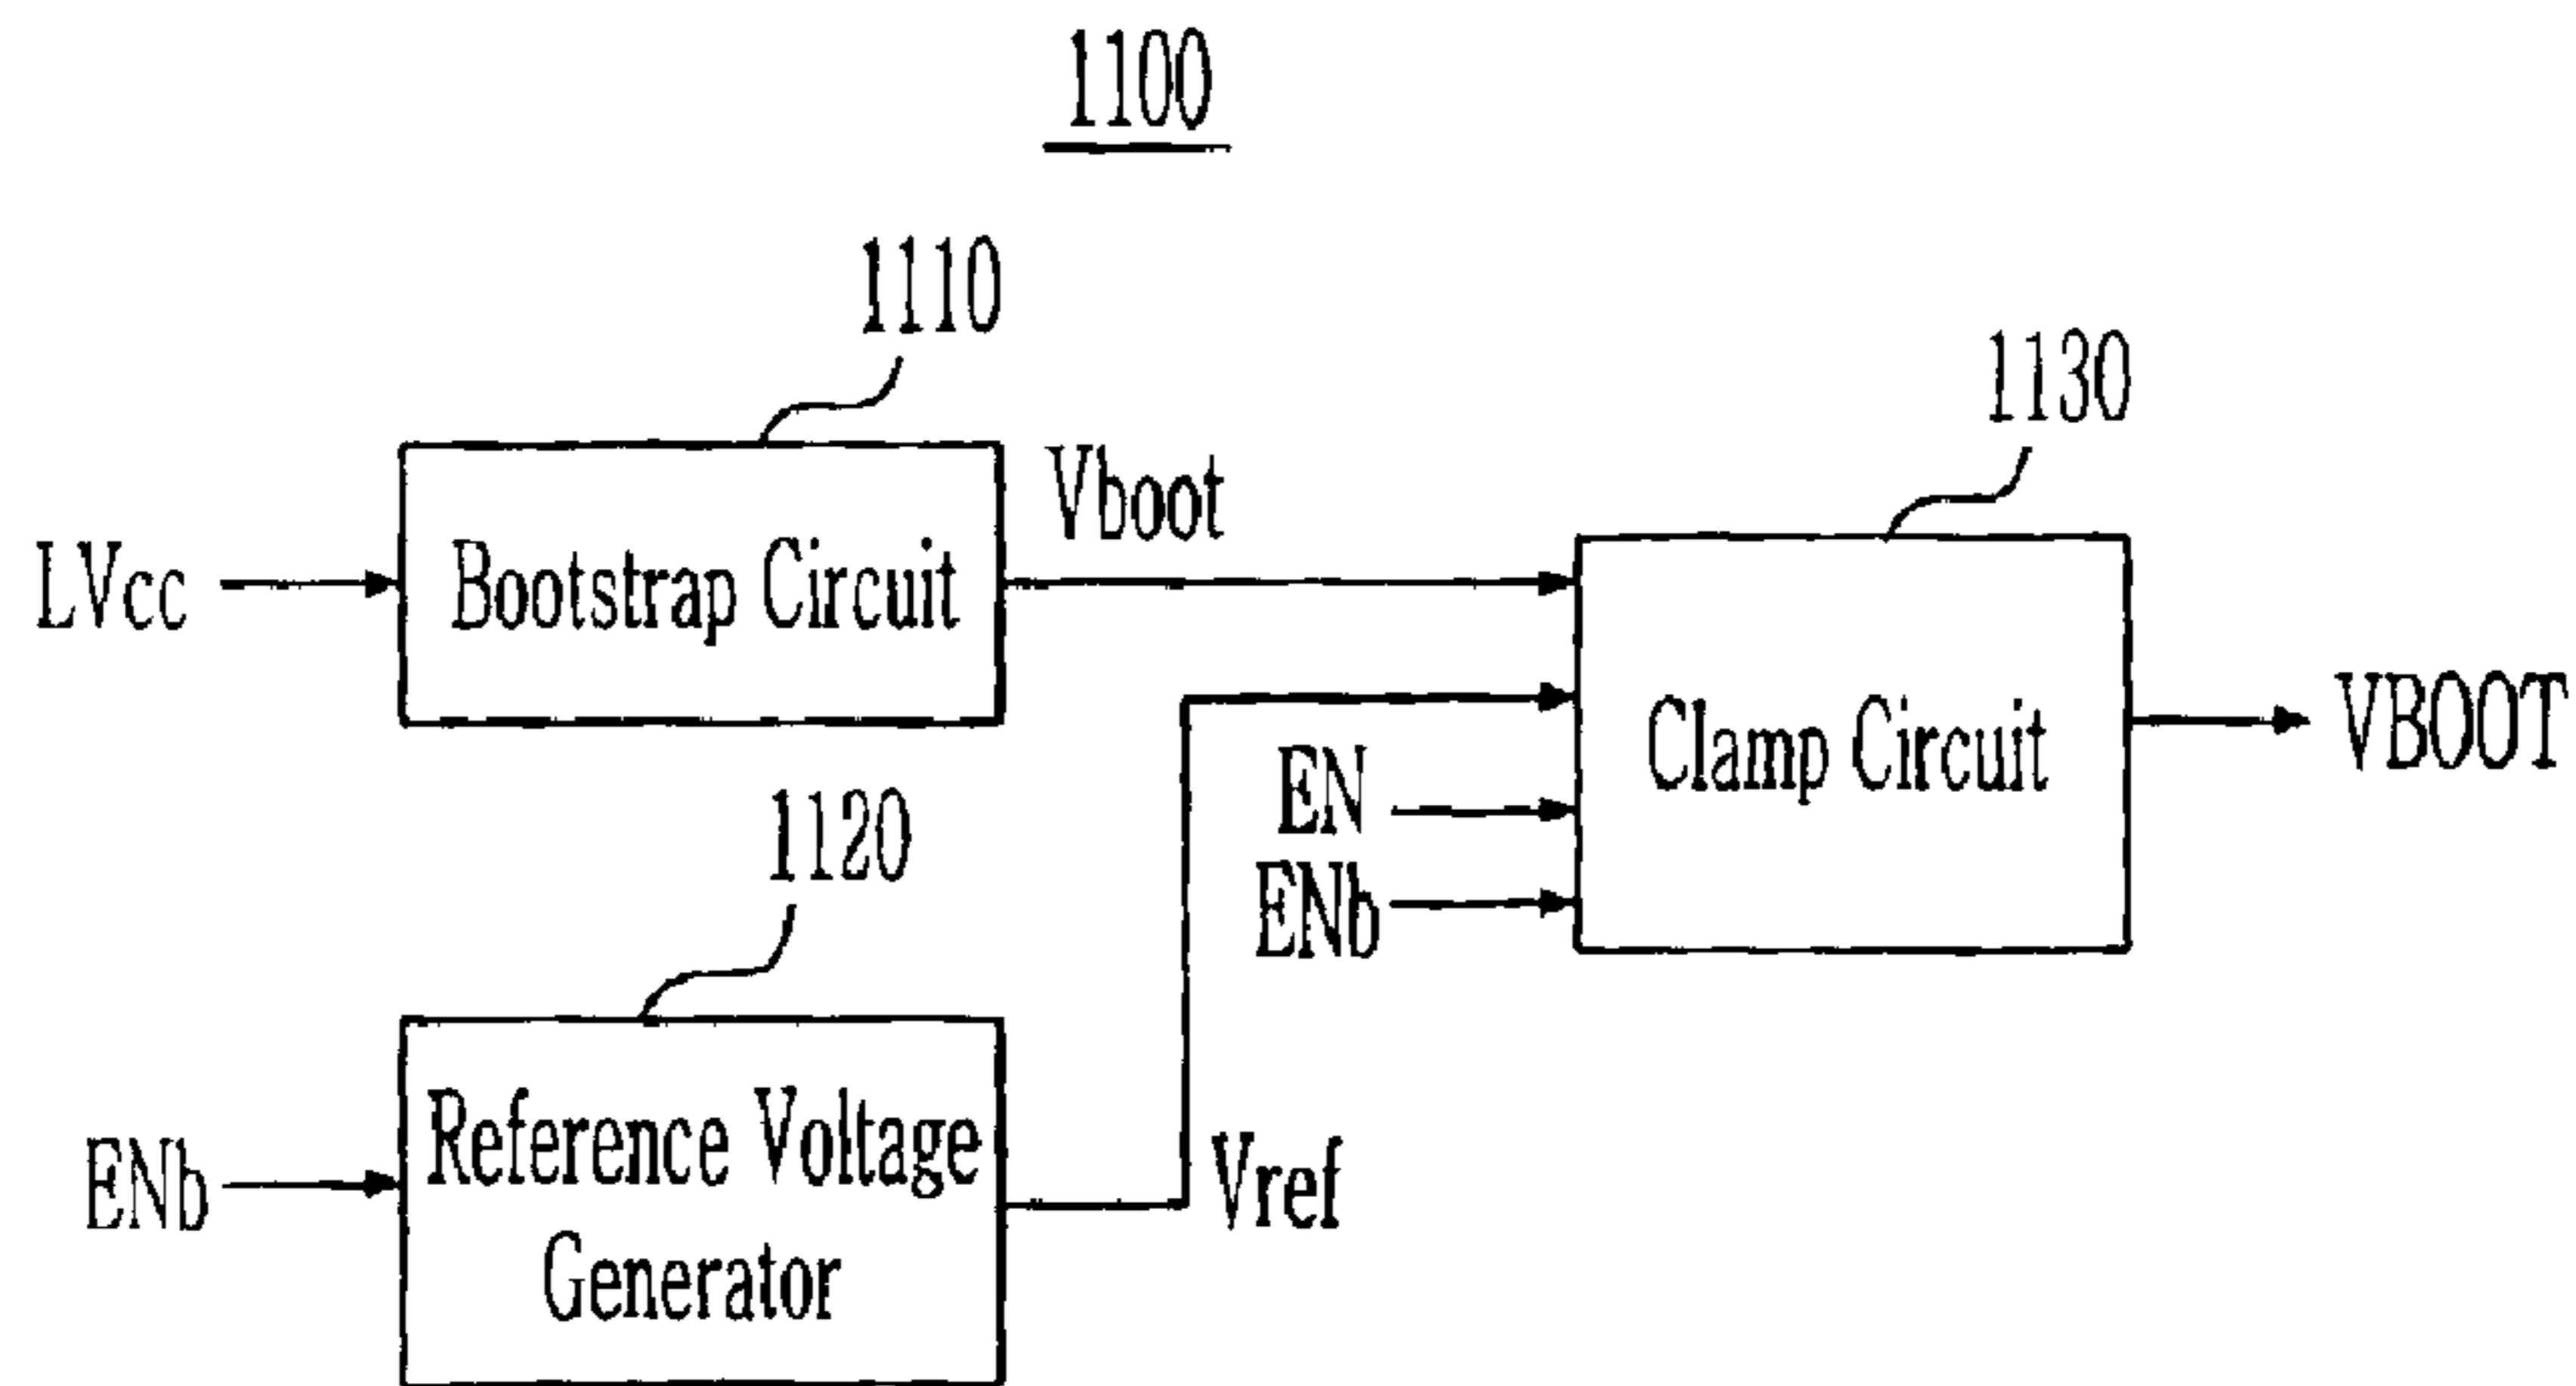 1100
1110
1130
Vboot
LVcc
Bootstrap Circuit
Clamp Circuit
VBOOT
EN
ENb
1120
ENb
Reference Voltage
Generator
Vref